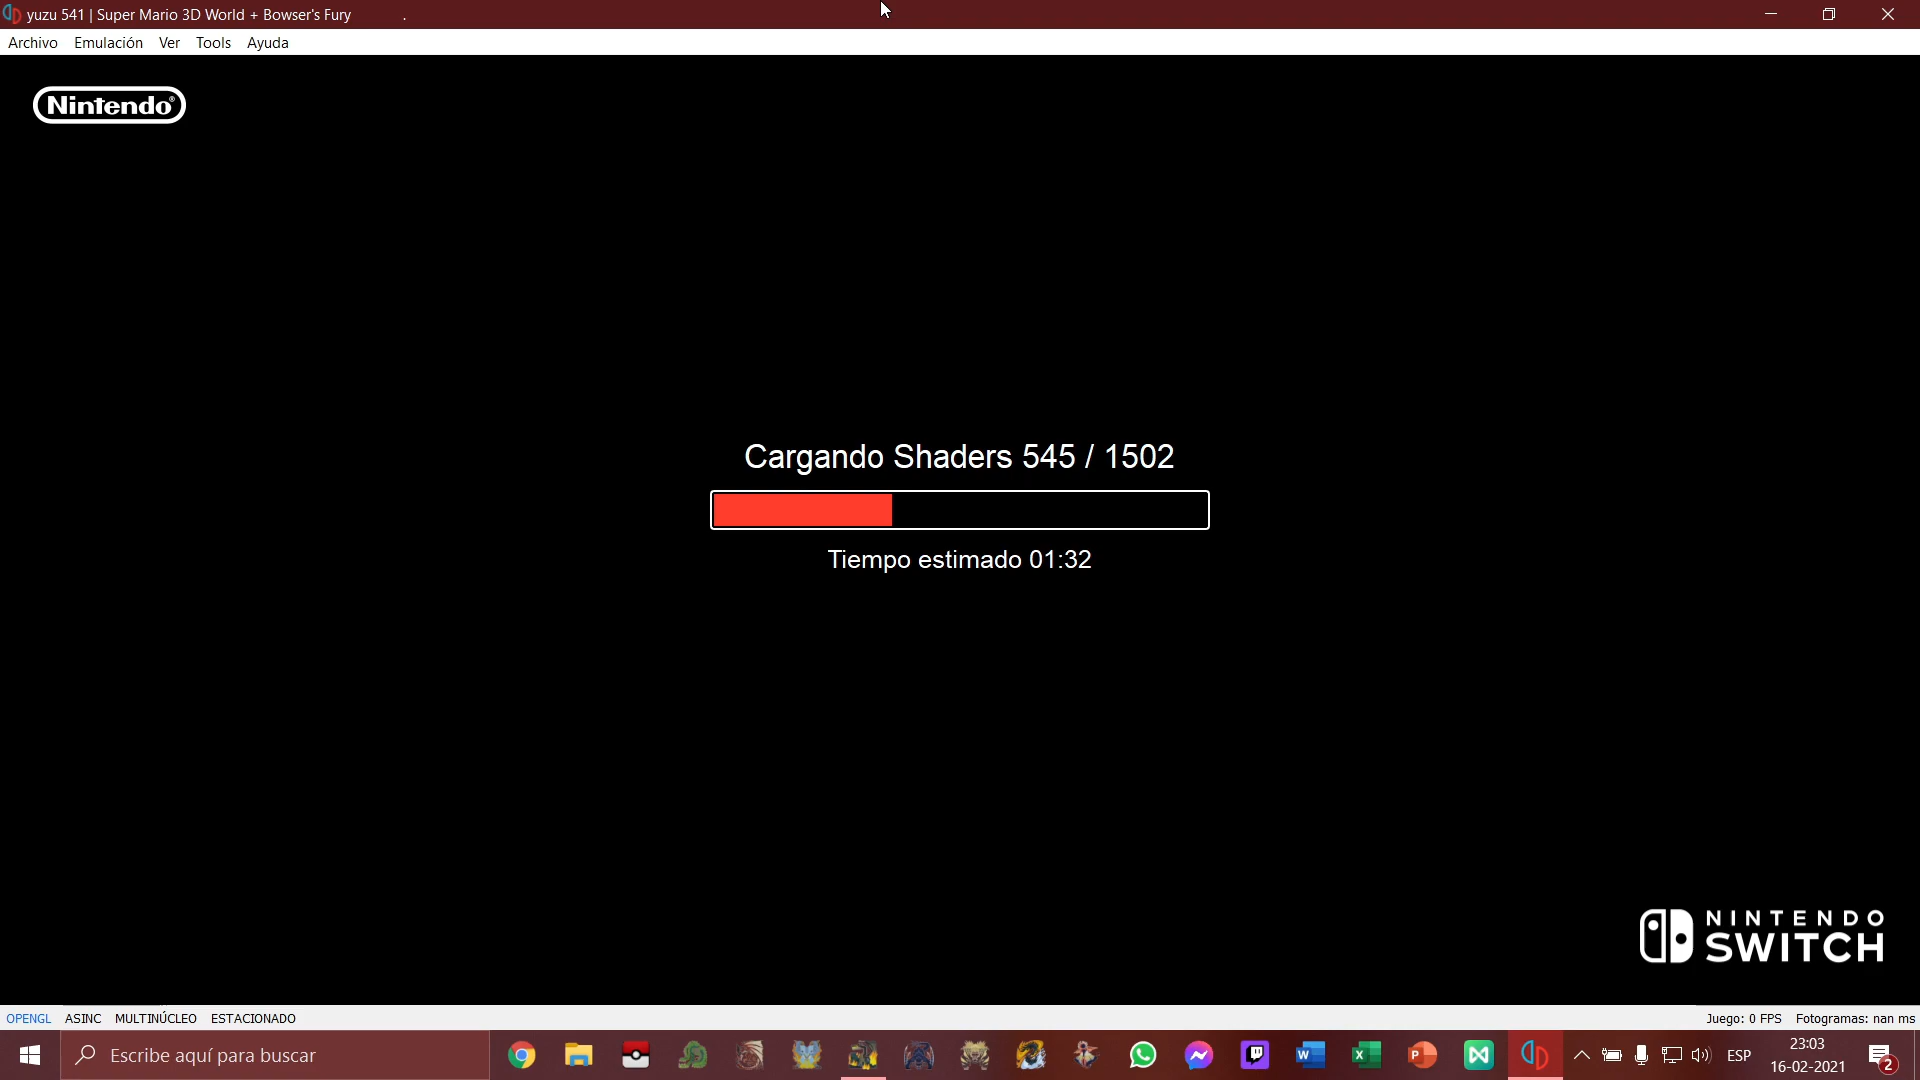 yuzu 541 | Super Mario 3D World + Bowser's Fury
Archivo Emulación Ver Tools Ayuda
Nintendo®
Cargando Shaders 545 / 1502
Tiempo estimado 01:32
NINTENDO
SWITCH
OPENGL ASINC MULTINÚCLEO ESTACIONADO Juego: 0 FPS Fotogramas: nan ms
Escribe aquí para buscar
W X P
ESP
23:03
16-02-2021
2